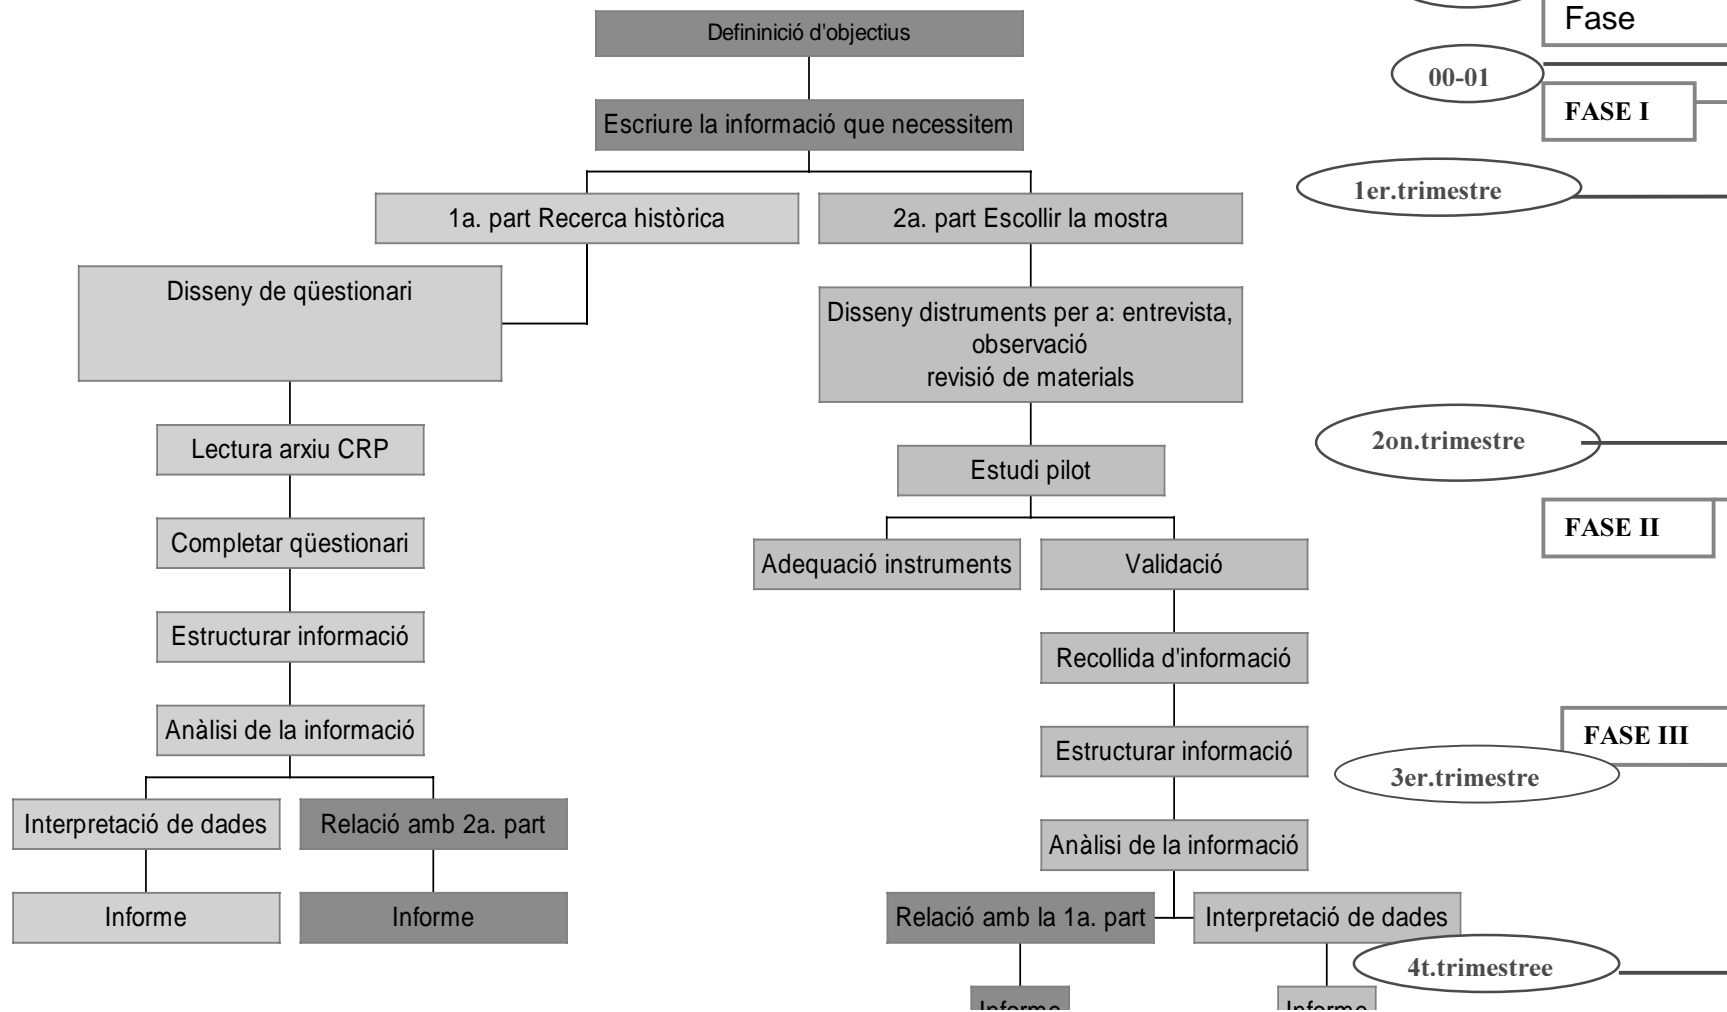 Defininició d'objectius
Escriure la informació que necessitem
1a. part Recerca històrica
2a. part Escollir la mostra
Disseny de qüestionari
Disseny distruments per a: entrevista,
observació
revisió de materials
Lectura arxiu CRP
Estudi pilot
Completar qüestionari
Adequació instruments
Validació
Estructurar informació
Recollida d'informació
Anàlisi de la informació
Estructurar informació
Interpretació de dades
Relació amb 2a. part
Anàlisi de la informació
Informe
Informe
Relació amb la 1a. part
Interpretació de dades
Informe
Informe
Fase
00-01
FASE I
1er.trimestre
2on.trimestre
FASE II
FASE III
3er.trimestre
4t.trimestree